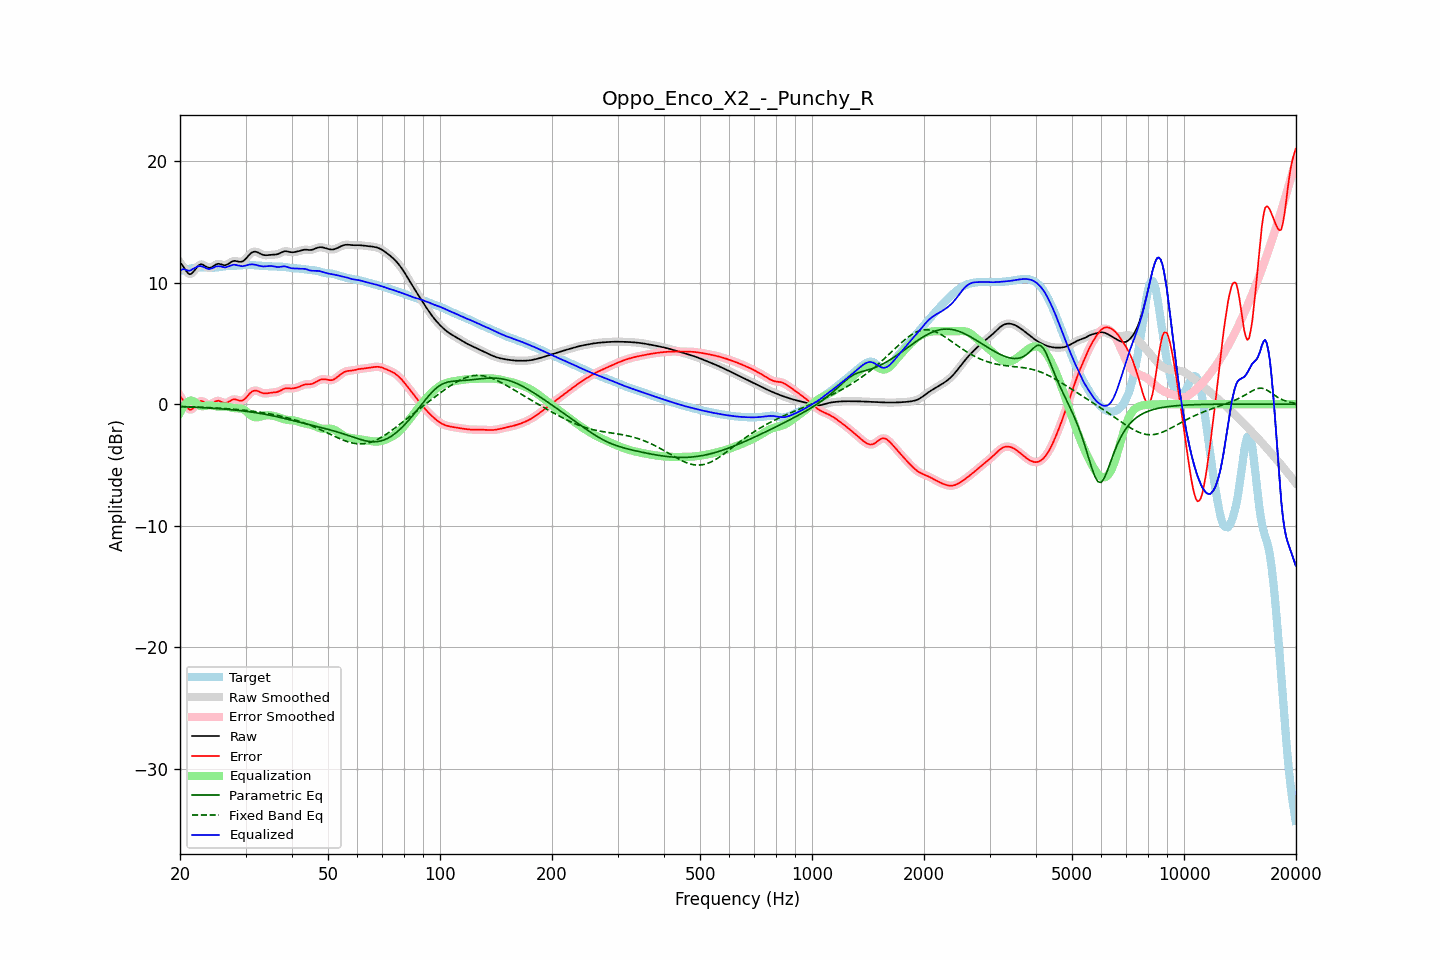 Oppo_Enco_X2_-_Punchy_R
Amplitude (dBr)
20
10
0
−10
−20
−30
Target
Raw Smoothed
Error Smoothed
Raw
Error
Equalization
Parametric Eq
Fixed Band Eq
Equalized
20 50 100 200 500 1000 2000 5000 10000 20000
Frequency (Hz)